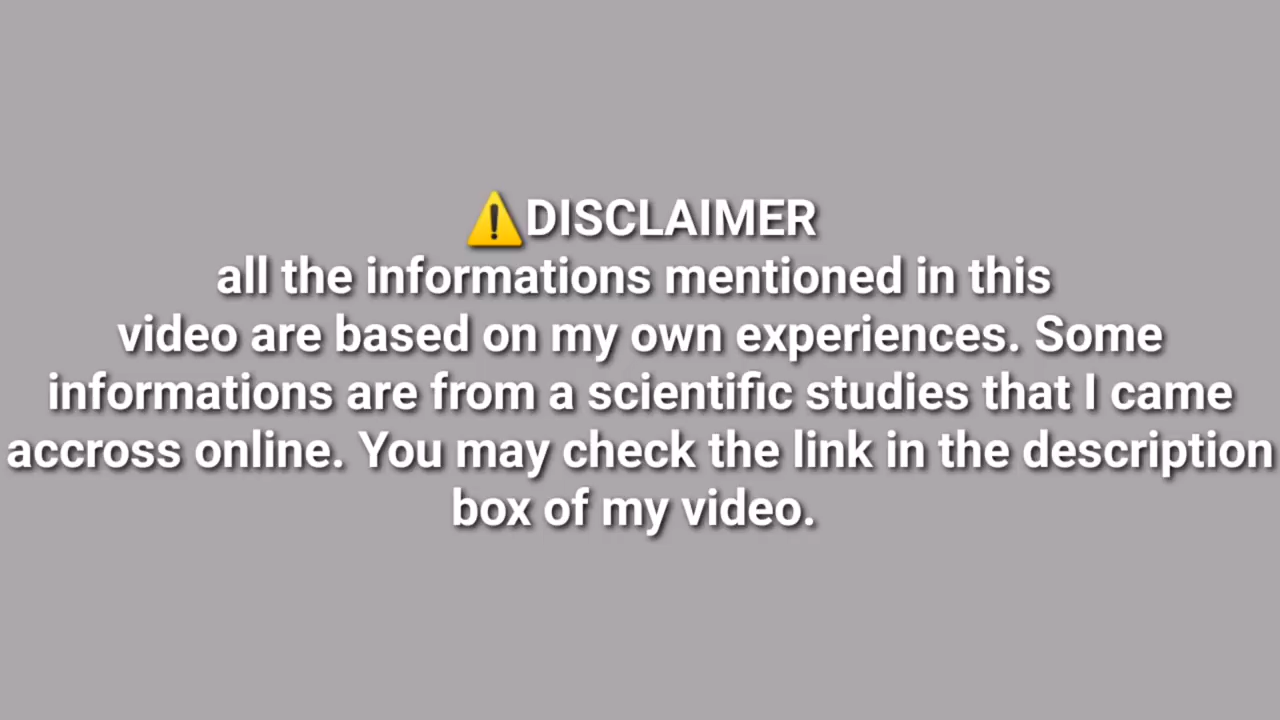 ⚠️DISCLAIMER
all the informations mentioned in this
video are based on my own experiences. Some
informations are from a scientific studies that I came
accross online. You may check the link in the description
box of my video.